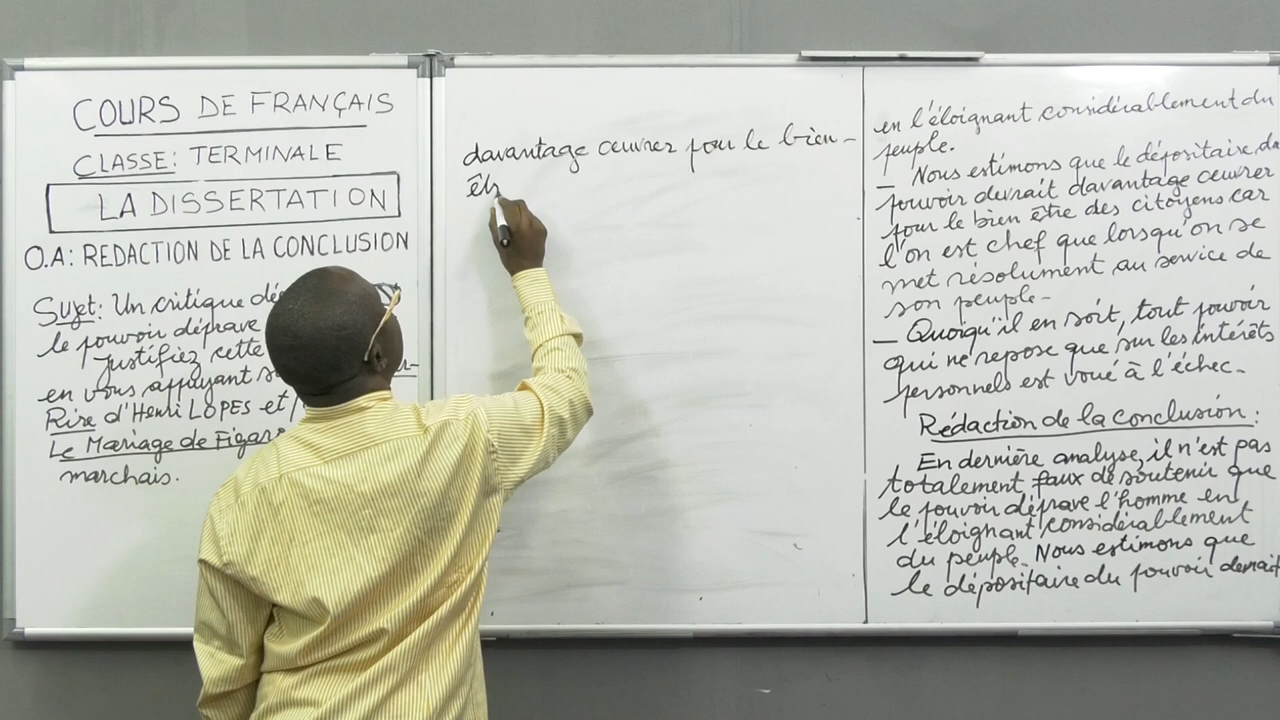 COURS DE FRANÇAIS
CLASSE: TERMINALE
LA DISSERTATION
O.A: REDACTION DE LA CONCLUSION
Sujet: Un critique
le pouvoir déprave
Justifiez cette
en vous appuyant
Rire d'Henri LOPES et
Le Mariage de Figaro
marchais.
davantage œuvrer pour le bien-
êtr
en l'éloignant considérablement du
peuple.
— Nous estimons que le dépositaire du
pouvoir devrait davantage œuvrer
pour le bien être des citoyens car
l'on est chef que lorsqu'on se
met résolument au service de
son peuple-
— Quoiqu'il en soit, tout pouvoir
qui ne repose que sur les intérêts
personnels est voué à l'échec-
Rédaction de la conclusion:
En dernière analyse, il n'est pas
totalement faux de soutenir que
le pouvoir déprave l'homme en
l'éloignant considérablement
du peuple. Nous estimons que
le dépositaire du pouvoir devrait